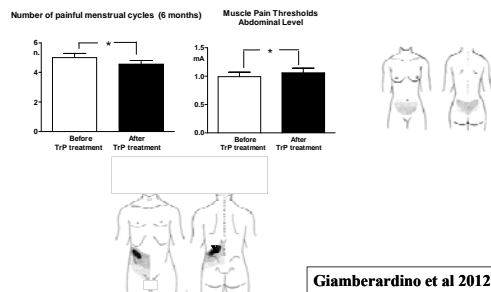 Number of painful menstrual cycles (6 months)
6
n.
4
2
0
*
Before
TrP treatment
After
TrP treatment
Muscle Pain Thresholds
Abdominal Level
1.5
mA
1.0
0.5
0.0
*
Before
TrP treatment
After
TrP treatment
Giamberardino et al 2012